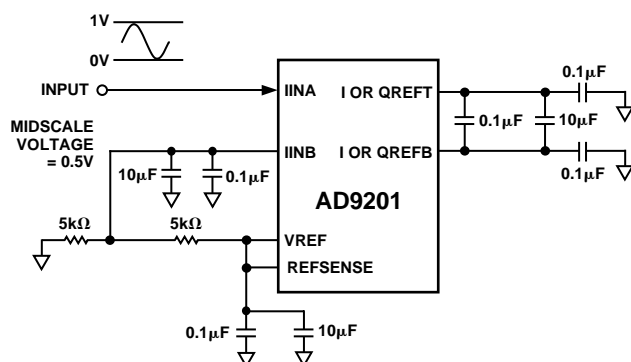 1V
0V
INPUT
MIDSCALE
VOLTAGE
= 0.5V
10µF
0.1µF
5kΩ
5kΩ
IINA
IINB
VREF
REFSENSE
I OR QREFT
I OR QREFB
AD9201
0.1µF
10µF
0.1µF
0.1µF
10µF
0.1µF